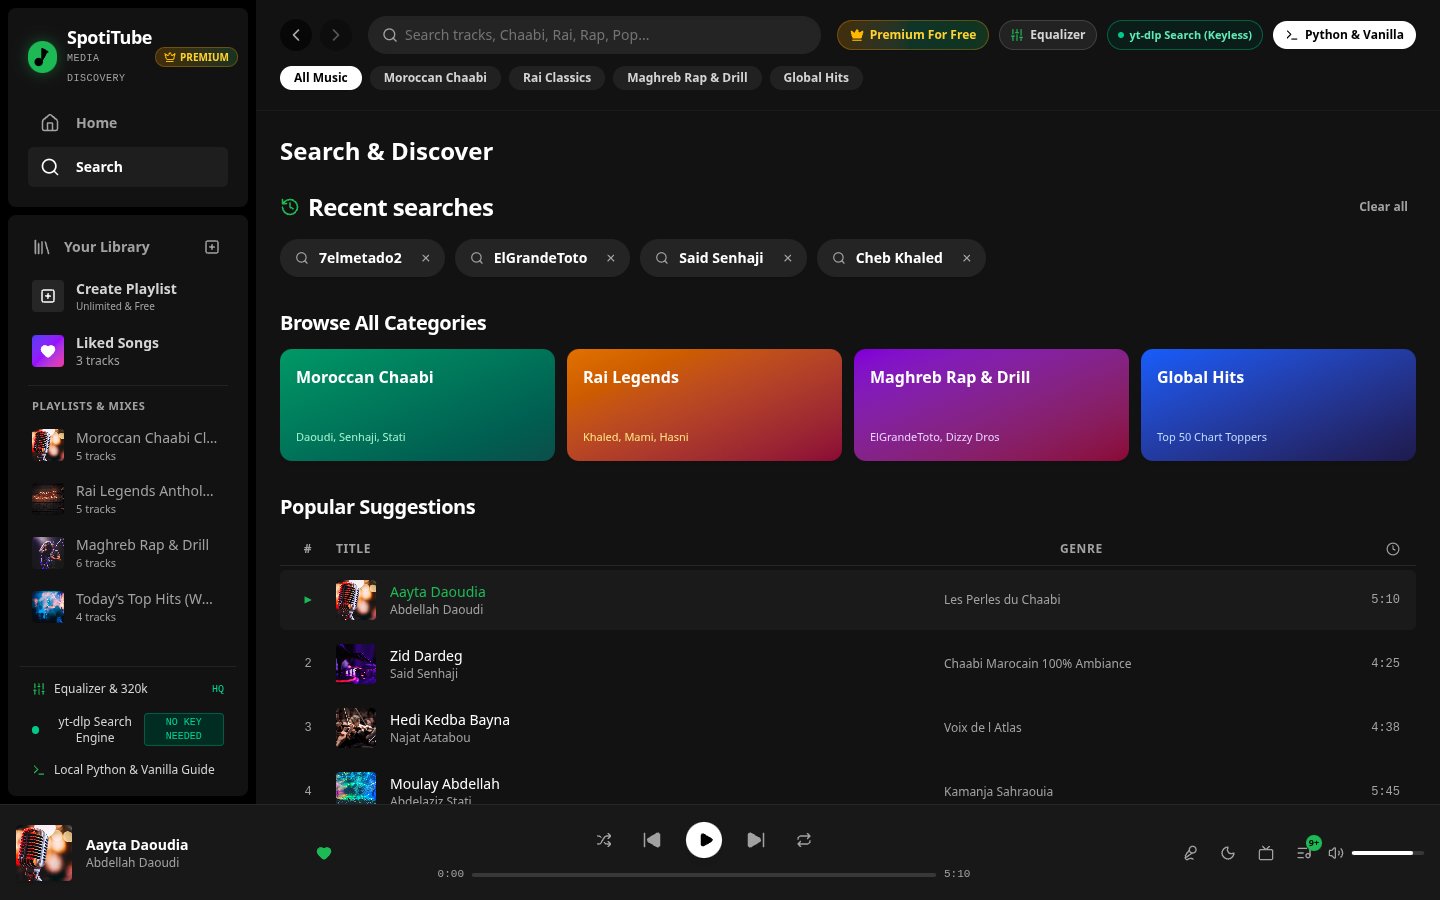 SpotiTube
MEDIA
DISCOVERY
PREMIUM
Home
Search
Your Library
Create Playlist
Unlimited & Free
Liked Songs
3 tracks
PLAYLISTS & MIXES
Moroccan Chaabi Cl...
5 tracks
Rai Legends Anthol...
5 tracks
Maghreb Rap & Drill
6 tracks
Today's Top Hits (W...
4 tracks
Equalizer & 320k
HQ
yt-dlp Search
Engine
NO KEY
NEEDED
Local Python & Vanilla Guide
Search tracks, Chaabi, Rai, Rap, Pop...
Premium For Free
Equalizer
yt-dlp Search (Keyless)
Python & Vanilla
All Music
Moroccan Chaabi
Rai Classics
Maghreb Rap & Drill
Global Hits
Search & Discover
Recent searches
Clear all
7elmetado2 ×
ElGrandeToto ×
Said Senhaji ×
Cheb Khaled ×
Browse All Categories
Moroccan Chaabi
Daoudi, Senhaji, Stati
Rai Legends
Khaled, Mami, Hasni
Maghreb Rap & Drill
ElGrandeToto, Dizzy Dros
Global Hits
Top 50 Chart Toppers
Popular Suggestions
# TITLE GENRE
Aayta Daoudia
Abdellah Daoudi
Les Perles du Chaabi
5:10
2
Zid Dardeg
Said Senhaji
Chaabi Marocain 100% Ambiance
4:25
3
Hedi Kedba Bayna
Najat Aatabou
Voix de l Atlas
4:38
4
Moulay Abdellah
Abdelaziz Stati
Kamanja Sahraouia
5:45
Aayta Daoudia
Abdellah Daoudi
0:00
5:10
9+